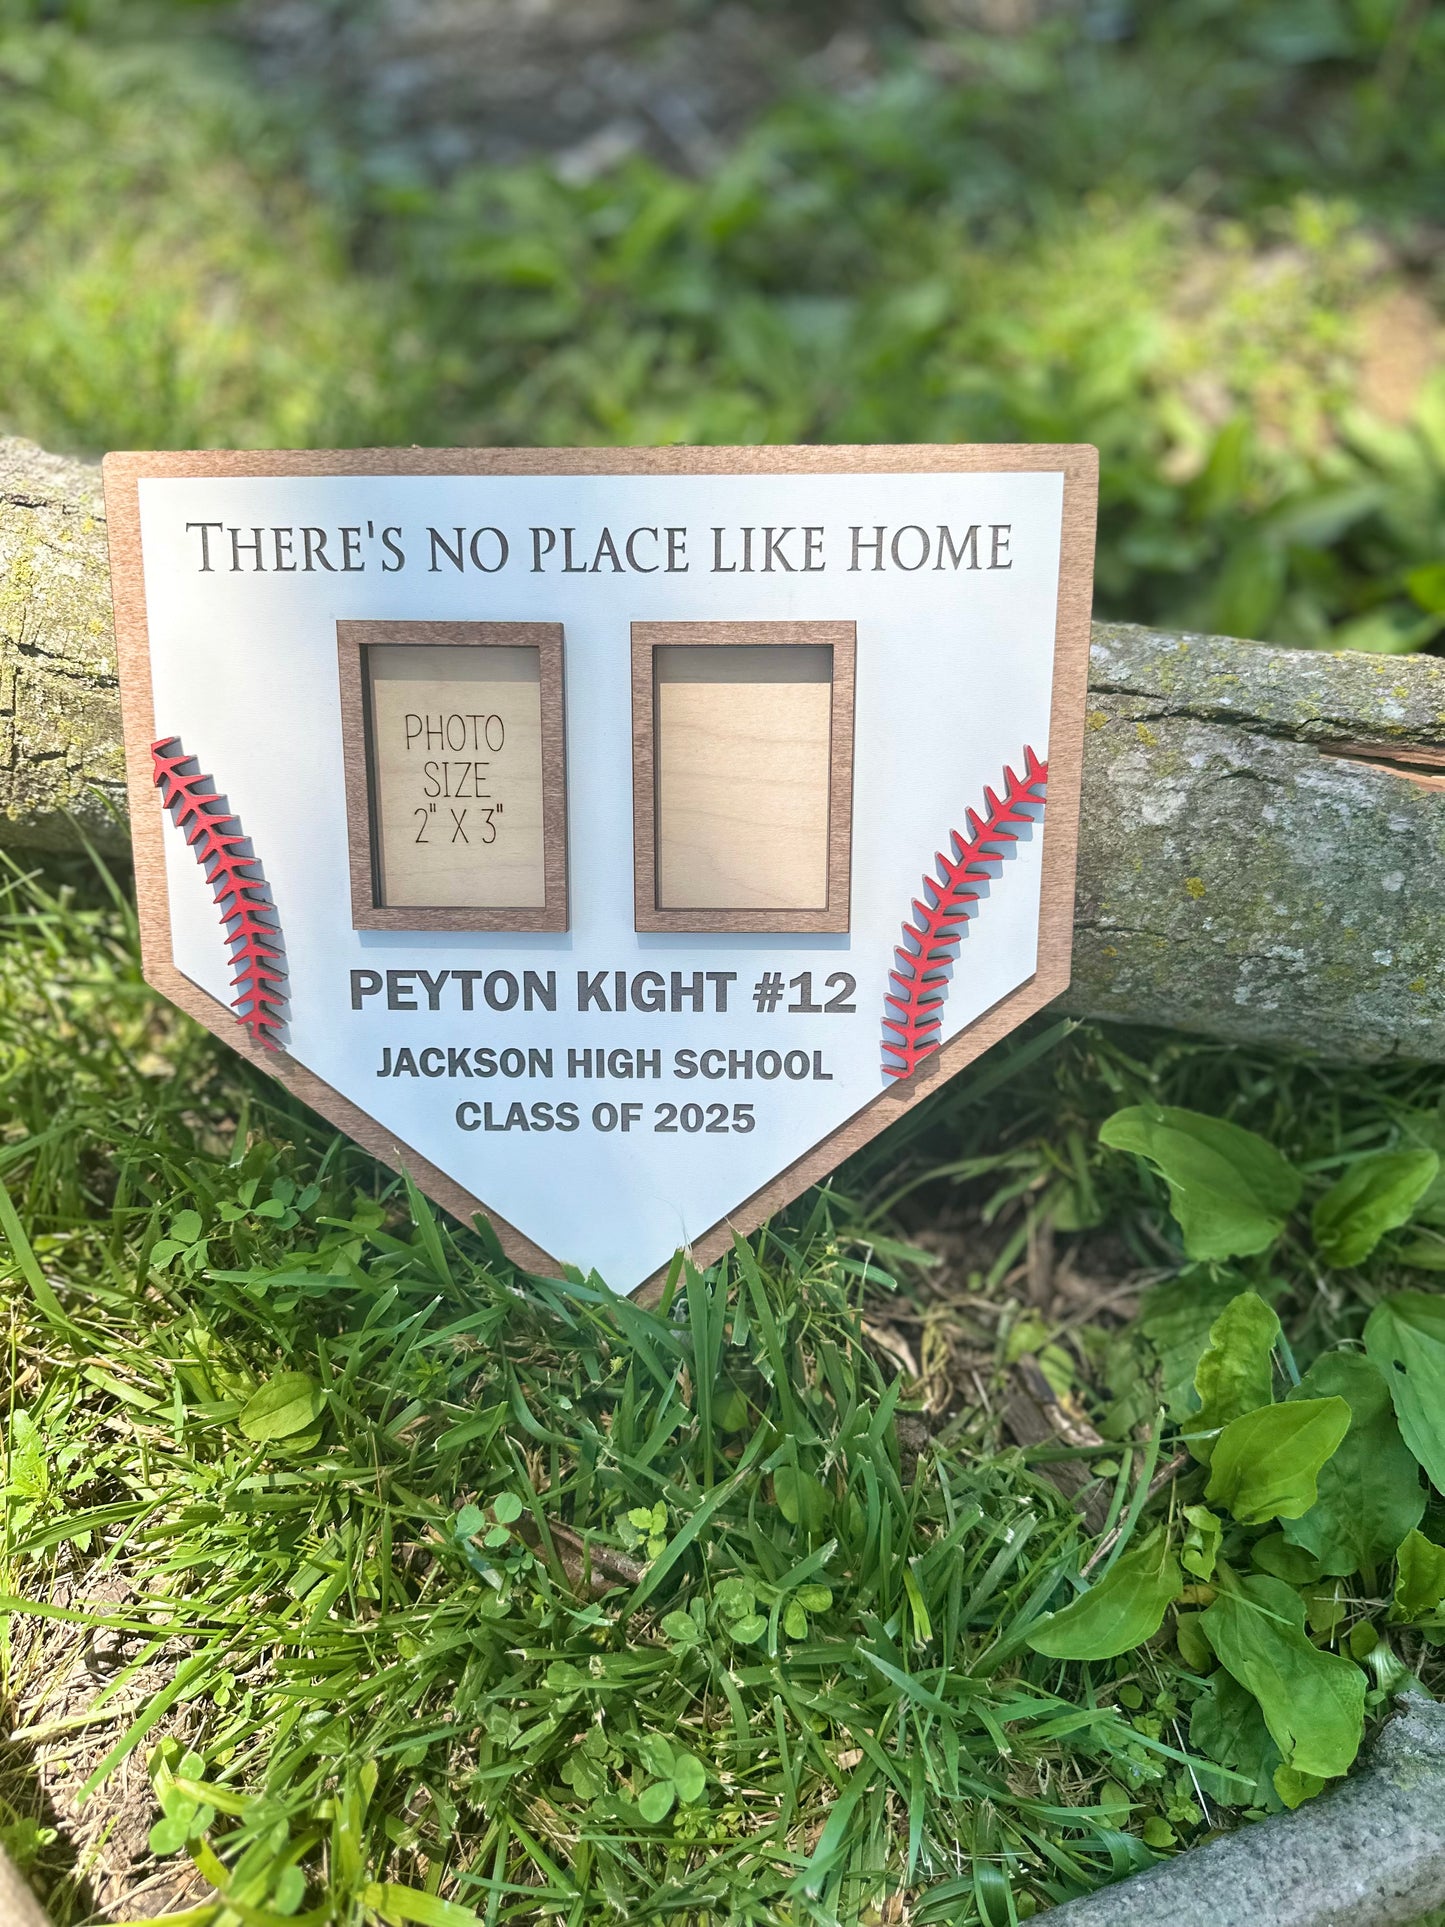 THERE'S NO PLACE LIKE HOME
PHOTO
SIZE
2" X 3"
PEYTON KIGHT #12
JACKSON HIGH SCHOOL
CLASS OF 2025